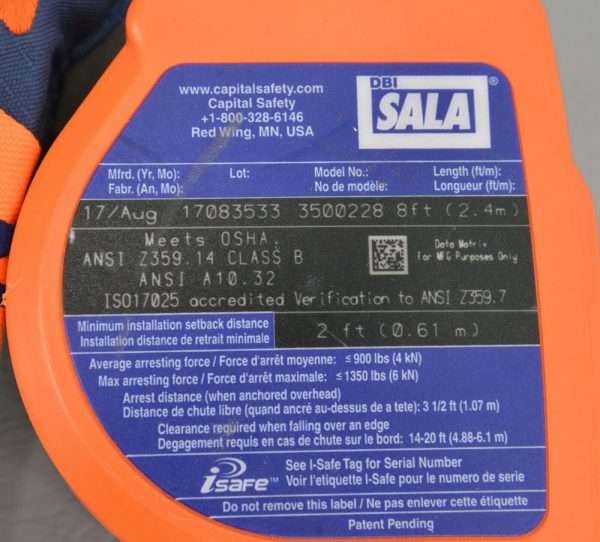 www.capitalsafety.com
Capital Safety
+1-800-328-6146
Red Wing, MN, USA
DBI
SALA®
Mfrd. (Yr, Mo): Lot: Model No.: Length (ft/m):
Fabr. (An, Mo): No de modèle: Longueur (ft/m):
17/Aug 17083533 3500228 8ft (2.4m)
Meets OSHA,
ANSI Z359.14 CLASS B
ANSI A10.32
ISO17025 accredited Verification to ANSI Z359.7
Data Matrix
for MFG Purposes Only
Minimum installation setback distance
Installation distance de retrait minimale
2 ft (0.61 m)
Average arresting force / Force d'arrêt moyenne: ≤ 900 lbs (4 kN)
Max arresting force / Force d'arrêt maximale: ≤ 1350 lbs (6 kN)
Arrest distance (when anchored overhead)
Distance de chute libre (quand ancré au-dessus de a tete): 3 1/2 ft (1.07 m)
Clearance required when falling over an edge
Degagement requis en cas de chute sur le bord: 14-20 ft (4.88-6.1 m)
isafe™
See I-Safe Tag for Serial Number
Voir l'etiquette I-Safe pour le numero de serie
Do not remove this label / Ne pas enlever cette étiquette
Patent Pending